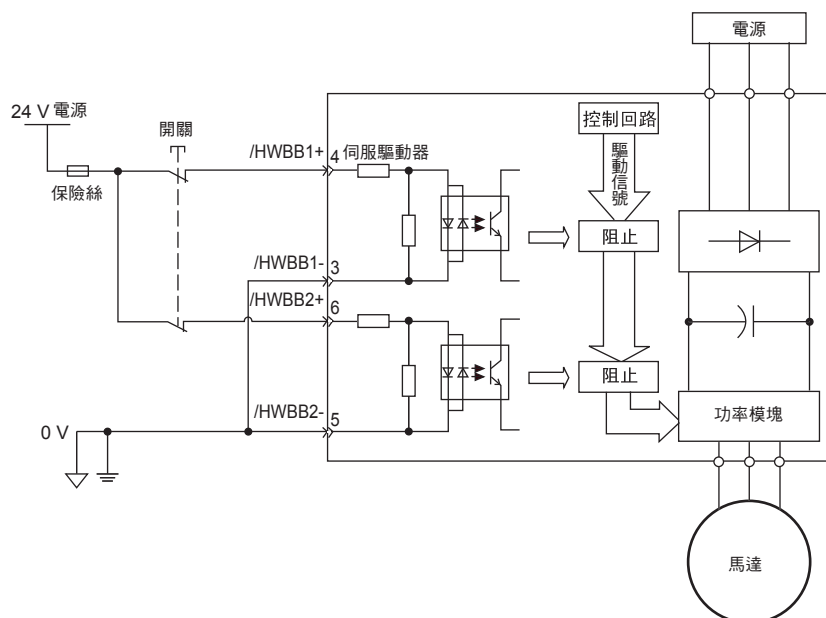 電源
24 V 電源
開關
保險絲
/HWBB1+
4
伺服驅動器
控制回路
驅動信號
阻止
/HWBB1-
3
/HWBB2+
6
阻止
/HWBB2-
5
0 V
功率模塊
馬達